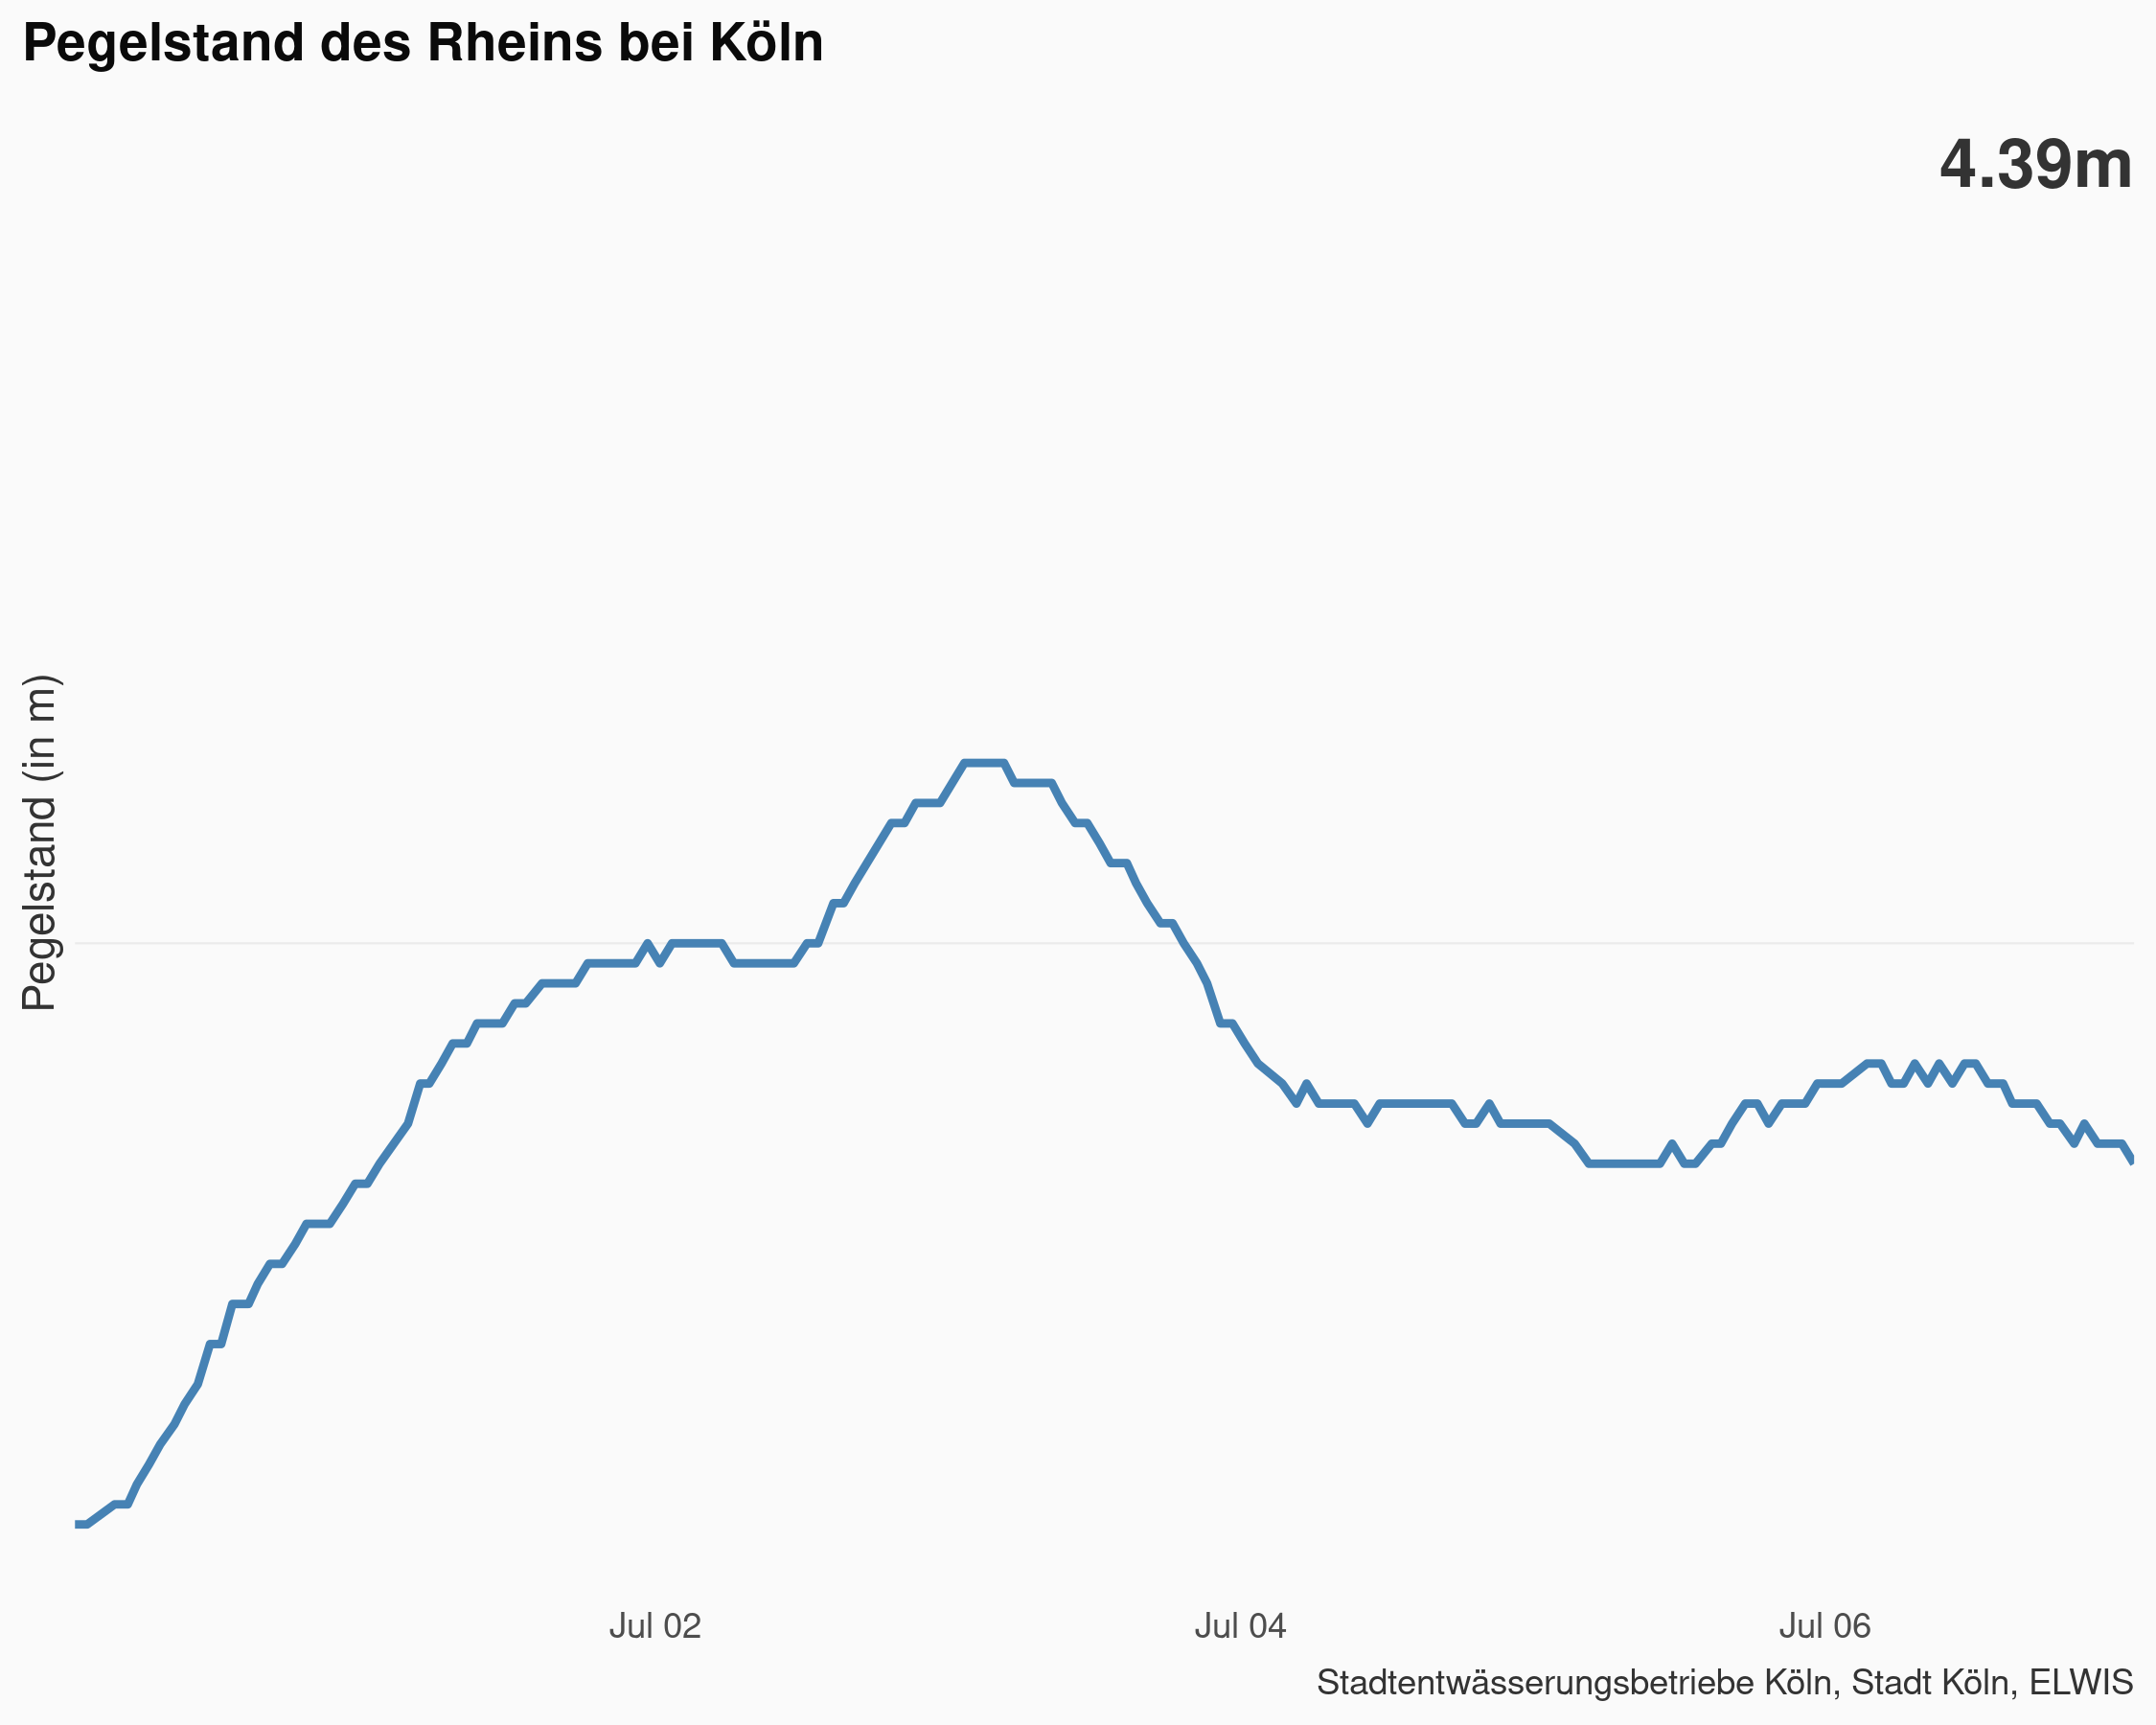 Pegelstand des Rheins bei Köln
4.39m
Pegelstand (in m)
Jul 02
Jul 04
Jul 06
Stadtentwässerungsbetriebe Köln, Stadt Köln, ELWIS